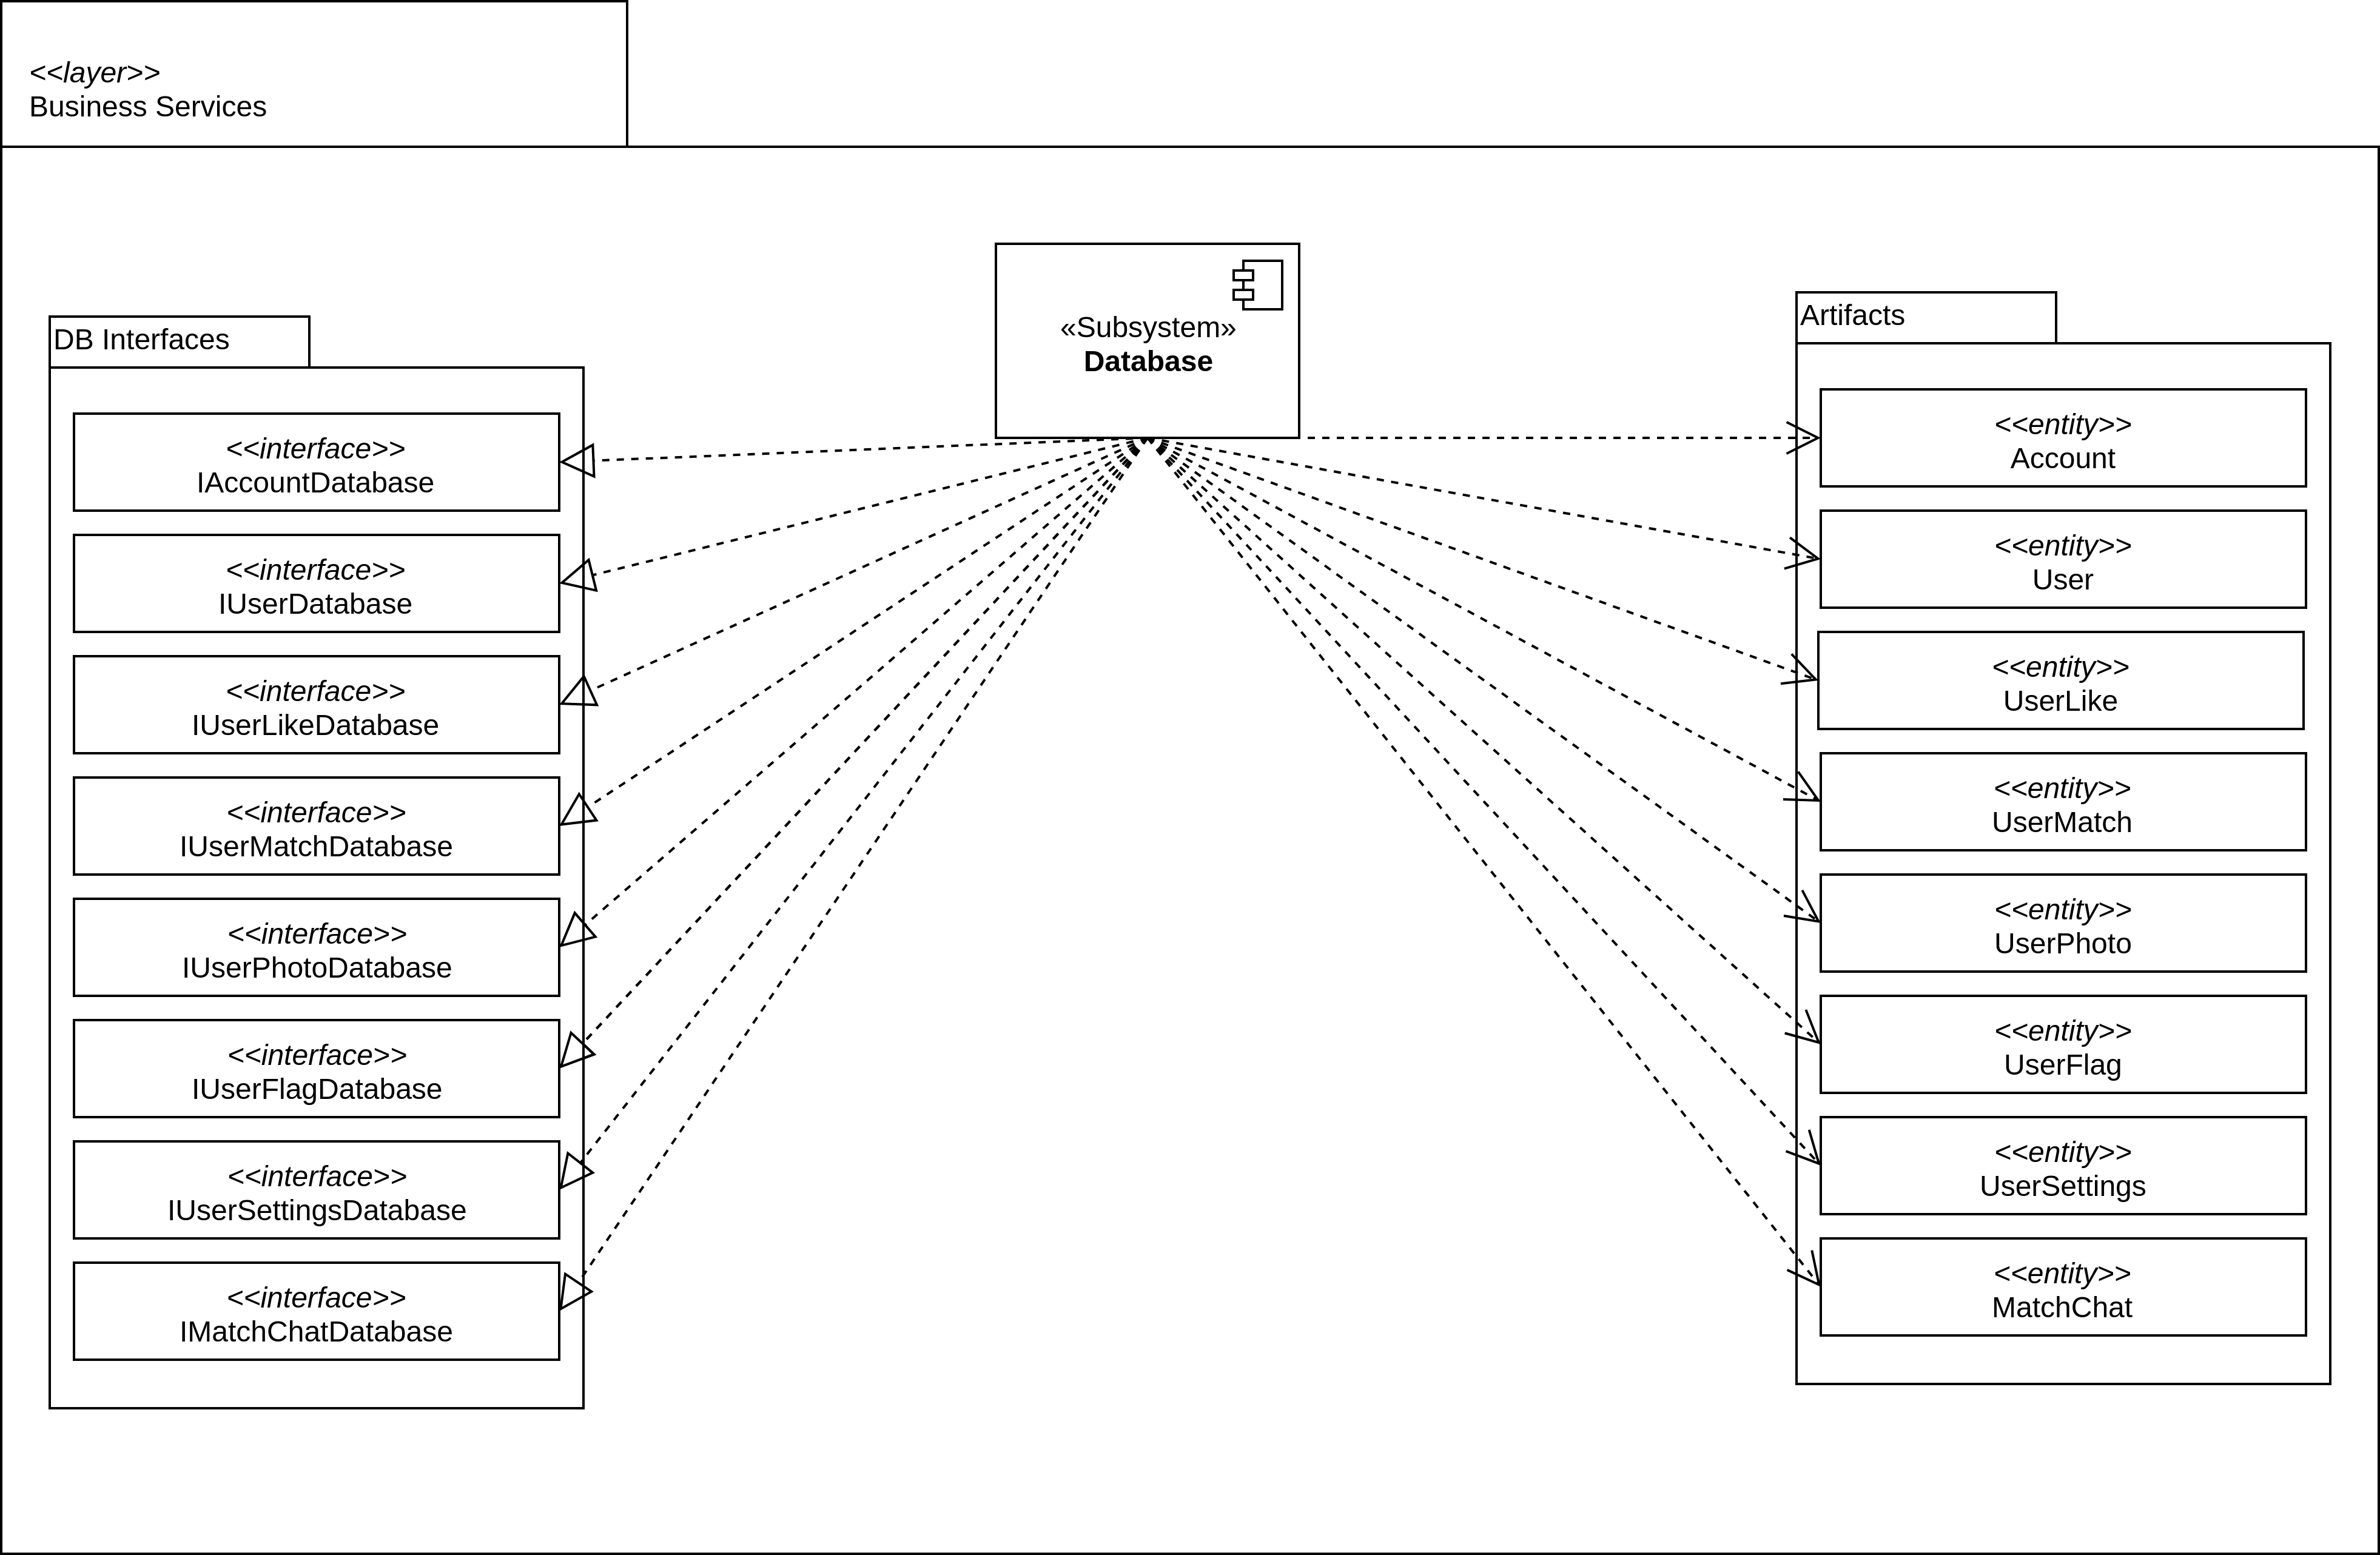 <<layer>>
Business Services
«Subsystem»
Database
DB Interfaces
<<interface>>
IAccountDatabase
<<interface>>
IUserDatabase
<<interface>>
IUserLikeDatabase
<<interface>>
IUserMatchDatabase
<<interface>>
IUserPhotoDatabase
<<interface>>
IUserFlagDatabase
<<interface>>
IUserSettingsDatabase
<<interface>>
IMatchChatDatabase
Artifacts
<<entity>>
Account
<<entity>>
User
<<entity>>
UserLike
<<entity>>
UserMatch
<<entity>>
UserPhoto
<<entity>>
UserFlag
<<entity>>
UserSettings
<<entity>>
MatchChat